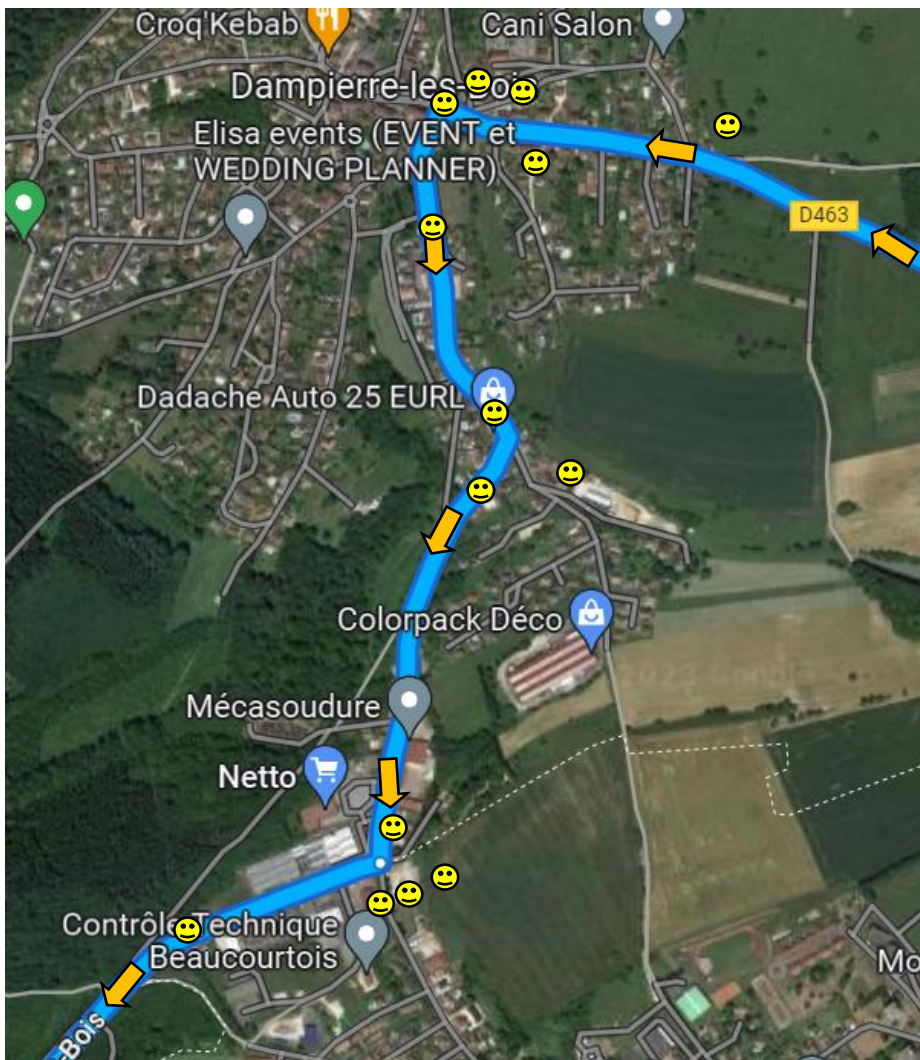 Croq'Kebab
Cani Salon
Dampierre-les-Bois
Elisa events (EVENT et
WEDDING PLANNER)
D463
Dadache Auto 25 EURL
Colorpack Déco
Mécasoudure
Netto
Contrôle Technique
Beaucourtois
Mo
-Bois